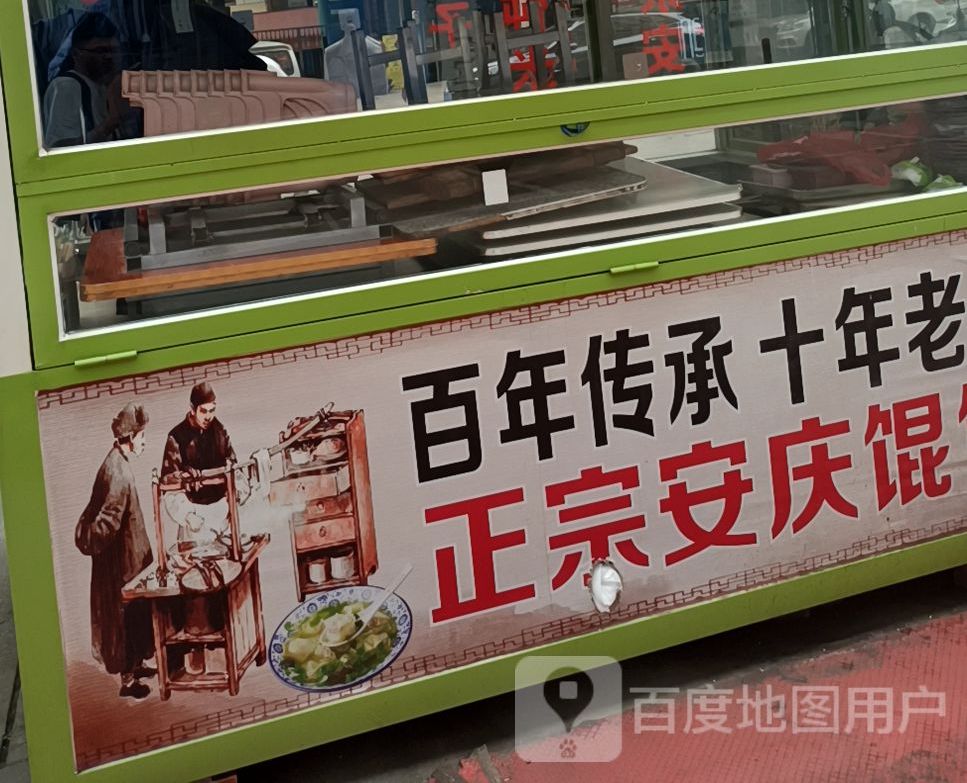 百年传承 十年老
正宗安庆馄
百度地图用户